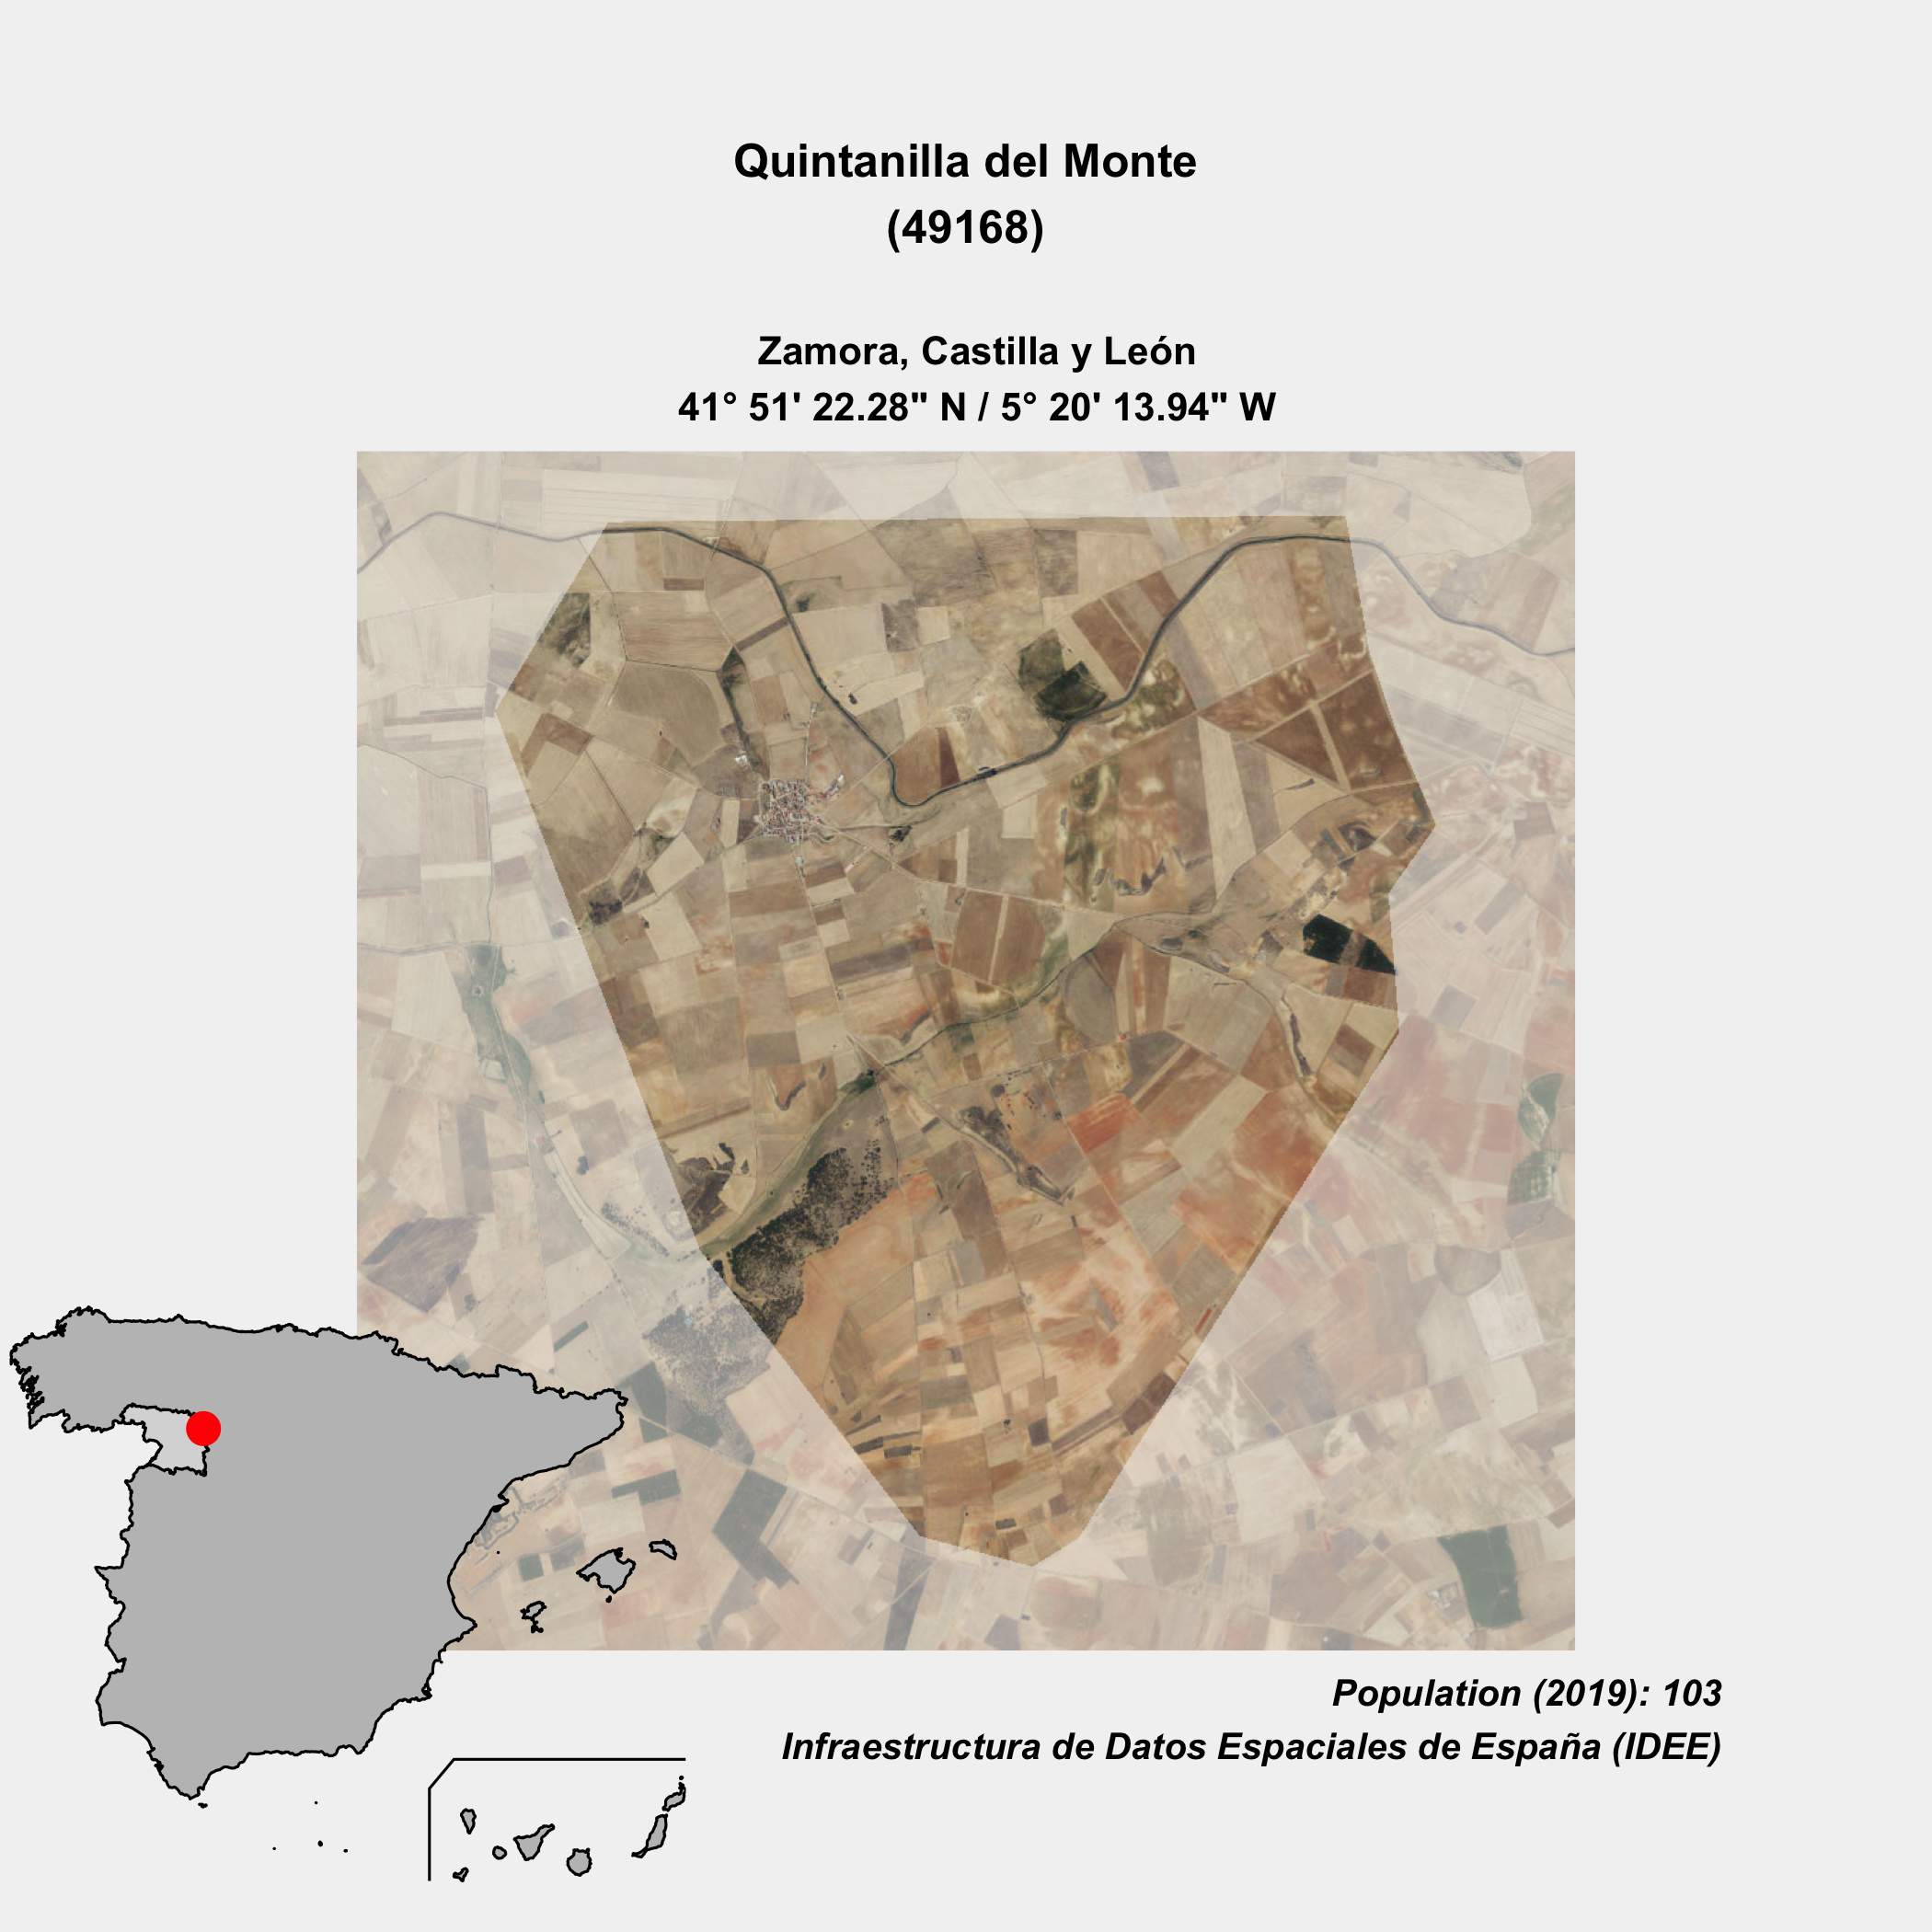 Quintanilla del Monte
(49168)
Zamora, Castilla y León
41° 51' 22.28" N / 5° 20' 13.94" W
Population (2019): 103
Infraestructura de Datos Espaciales de España (IDEE)